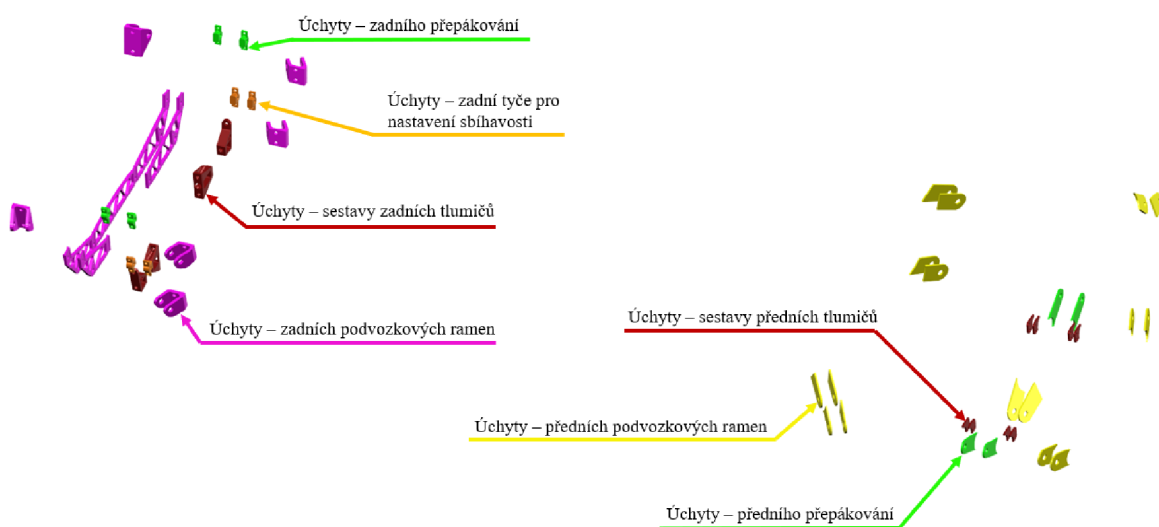 Úchyty – zadního přepákování
Úchyty – zadní tyče pro
nastavení sbíhavosti
Úchyty – sestavy zadních tlumičů
Úchyty – zadních podvozkových ramen
Úchyty – sestavy předních tlumičů
Úchyty – předních podvozkových ramen
Úchyty – předního přepákování